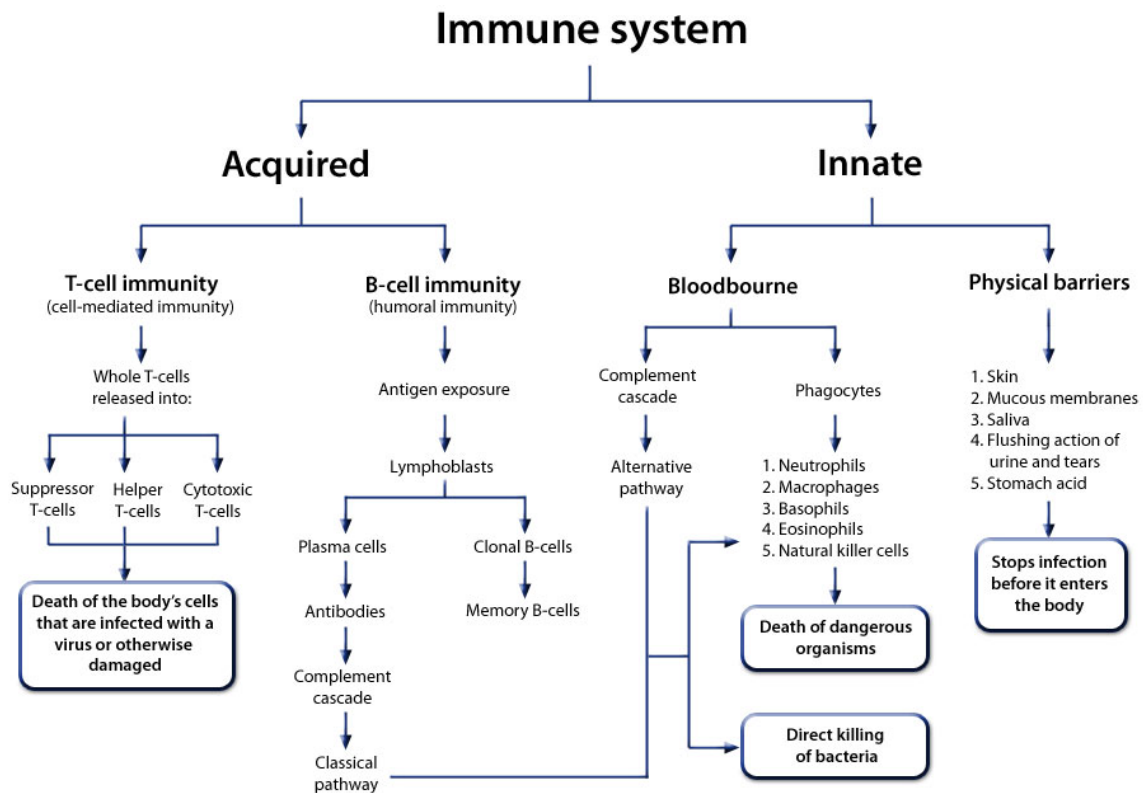 Immune system
Acquired
Innate
T-cell immunity
(cell-mediated immunity)
Whole T-cells
released into:
Suppressor
T-cells
Helper
T-cells
Cytotoxic
T-cells
Death of the body's cells
that are infected with a
virus or otherwise
damaged
B-cell immunity
(humoral immunity)
Antigen exposure
Lymphoblasts
Plasma cells
Antibodies
Complement
cascade
Classical
pathway
Clonal B-cells
Memory B-cells
Bloodbourne
Complement
cascade
Alternative
pathway
Phagocytes
1. Neutrophils
2. Macrophages
3. Basophils
4. Eosinophils
5. Natural killer cells
Death of dangerous
organisms
Direct killing
of bacteria
Physical barriers
1. Skin
2. Mucous membranes
3. Saliva
4. Flushing action of
urine and tears
5. Stomach acid
Stops infection
before it enters
the body